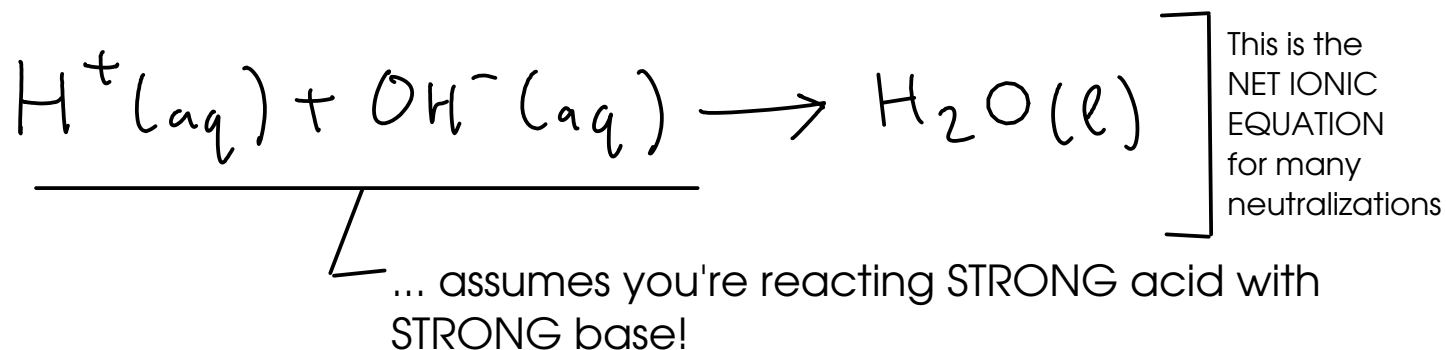 H⁺(aq) + OH⁻(aq) ⟶ H₂O(ℓ)
This is the
NET IONIC
EQUATION
for many
neutralizations
... assumes you're reacting STRONG acid with
STRONG base!